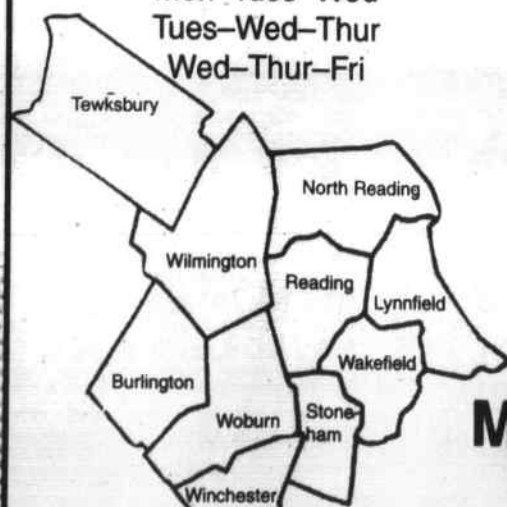 Tues–Wed–Thur
Wed–Thur–Fri
Tewksbury
North Reading
Wilmington
Reading
Lynnfield
Wakefield
Burlington
Woburn
Stone-
ham
Winchester
M